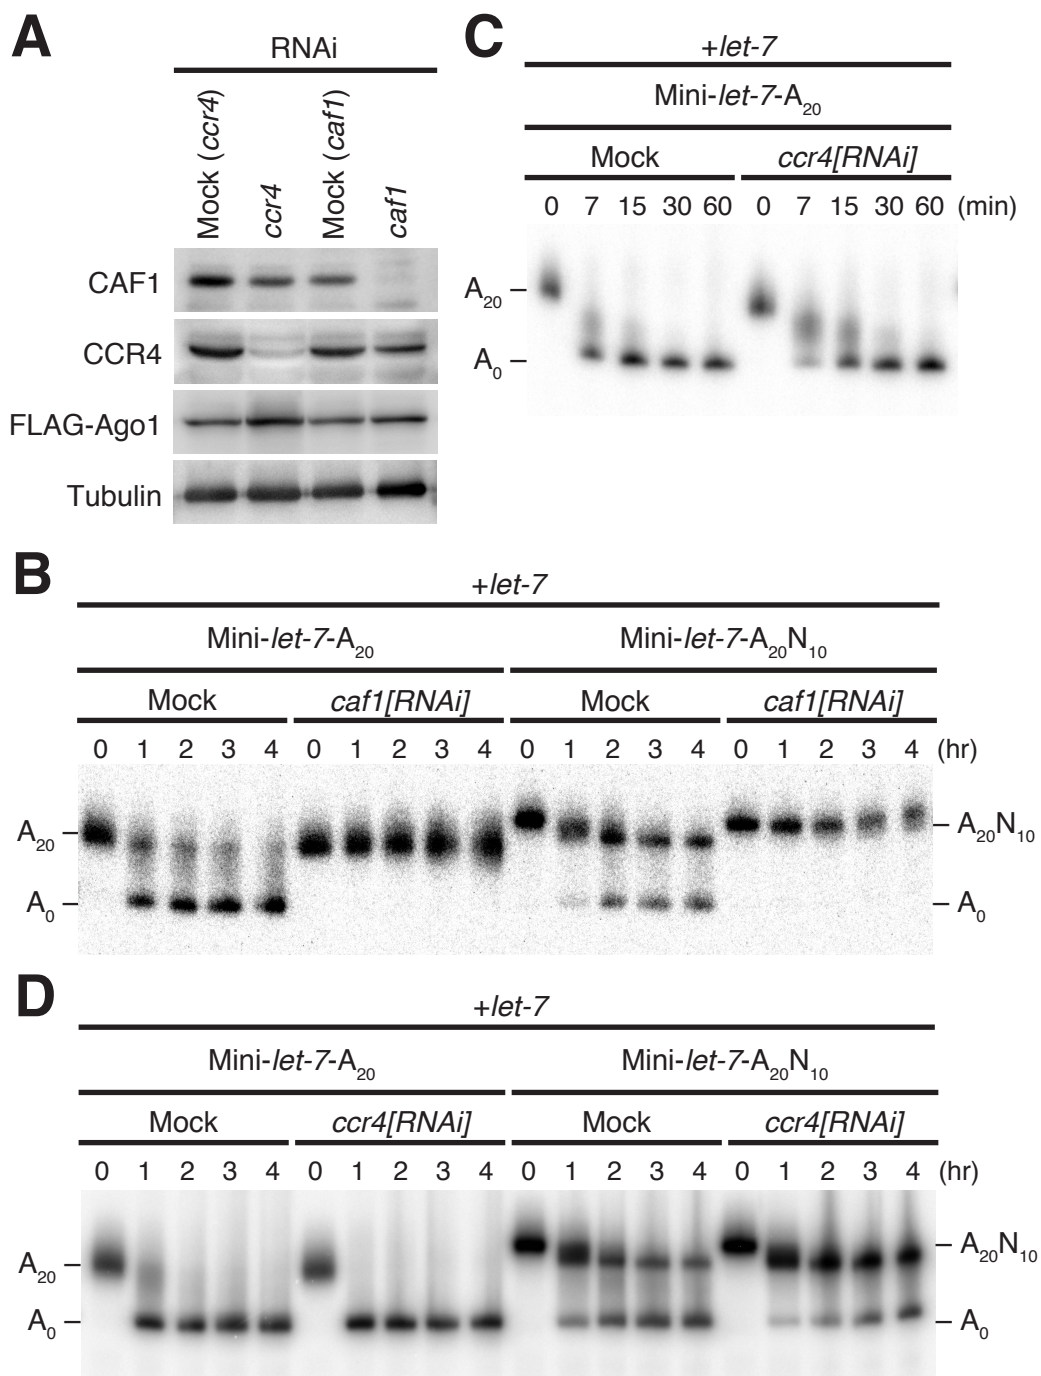 A
RNAi
Mock (ccr4)
ccr4
Mock (caf1)
caf1
CAF1
CCR4
FLAG-Ago1
Tubulin
C
+let-7
Mini-let-7-A20
Mock ccr4[RNAi]
0 7 15 30 60 0 7 15 30 60 (min)
A20
A0
B
+let-7
Mini-let-7-A20 Mini-let-7-A20N10
Mock caf1[RNAi] Mock caf1[RNAi]
0 1 2 3 4 0 1 2 3 4 0 1 2 3 4 0 1 2 3 4 (hr)
A20 A20N10
A0 A0
D
+let-7
Mini-let-7-A20 Mini-let-7-A20N10
Mock ccr4[RNAi] Mock ccr4[RNAi]
0 1 2 3 4 0 1 2 3 4 0 1 2 3 4 0 1 2 3 4 (hr)
A20 A20N10
A0 A0